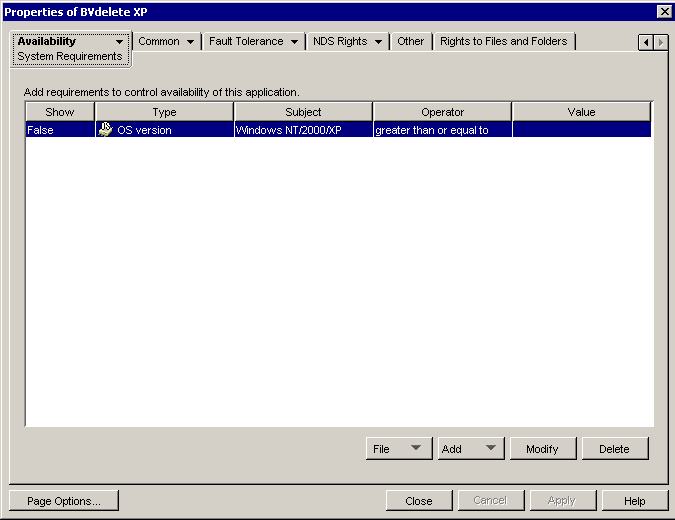 Properties of BVdelete XP
Availability Common Fault Tolerance NDS Rights Other Rights to Files and Folders
System Requirements
Add requirements to control availability of this application.
Show Type Subject Operator Value
False OS version Windows NT/2000/XP greater than or equal to
File Add Modify Delete
Page Options... Close Cancel Apply Help